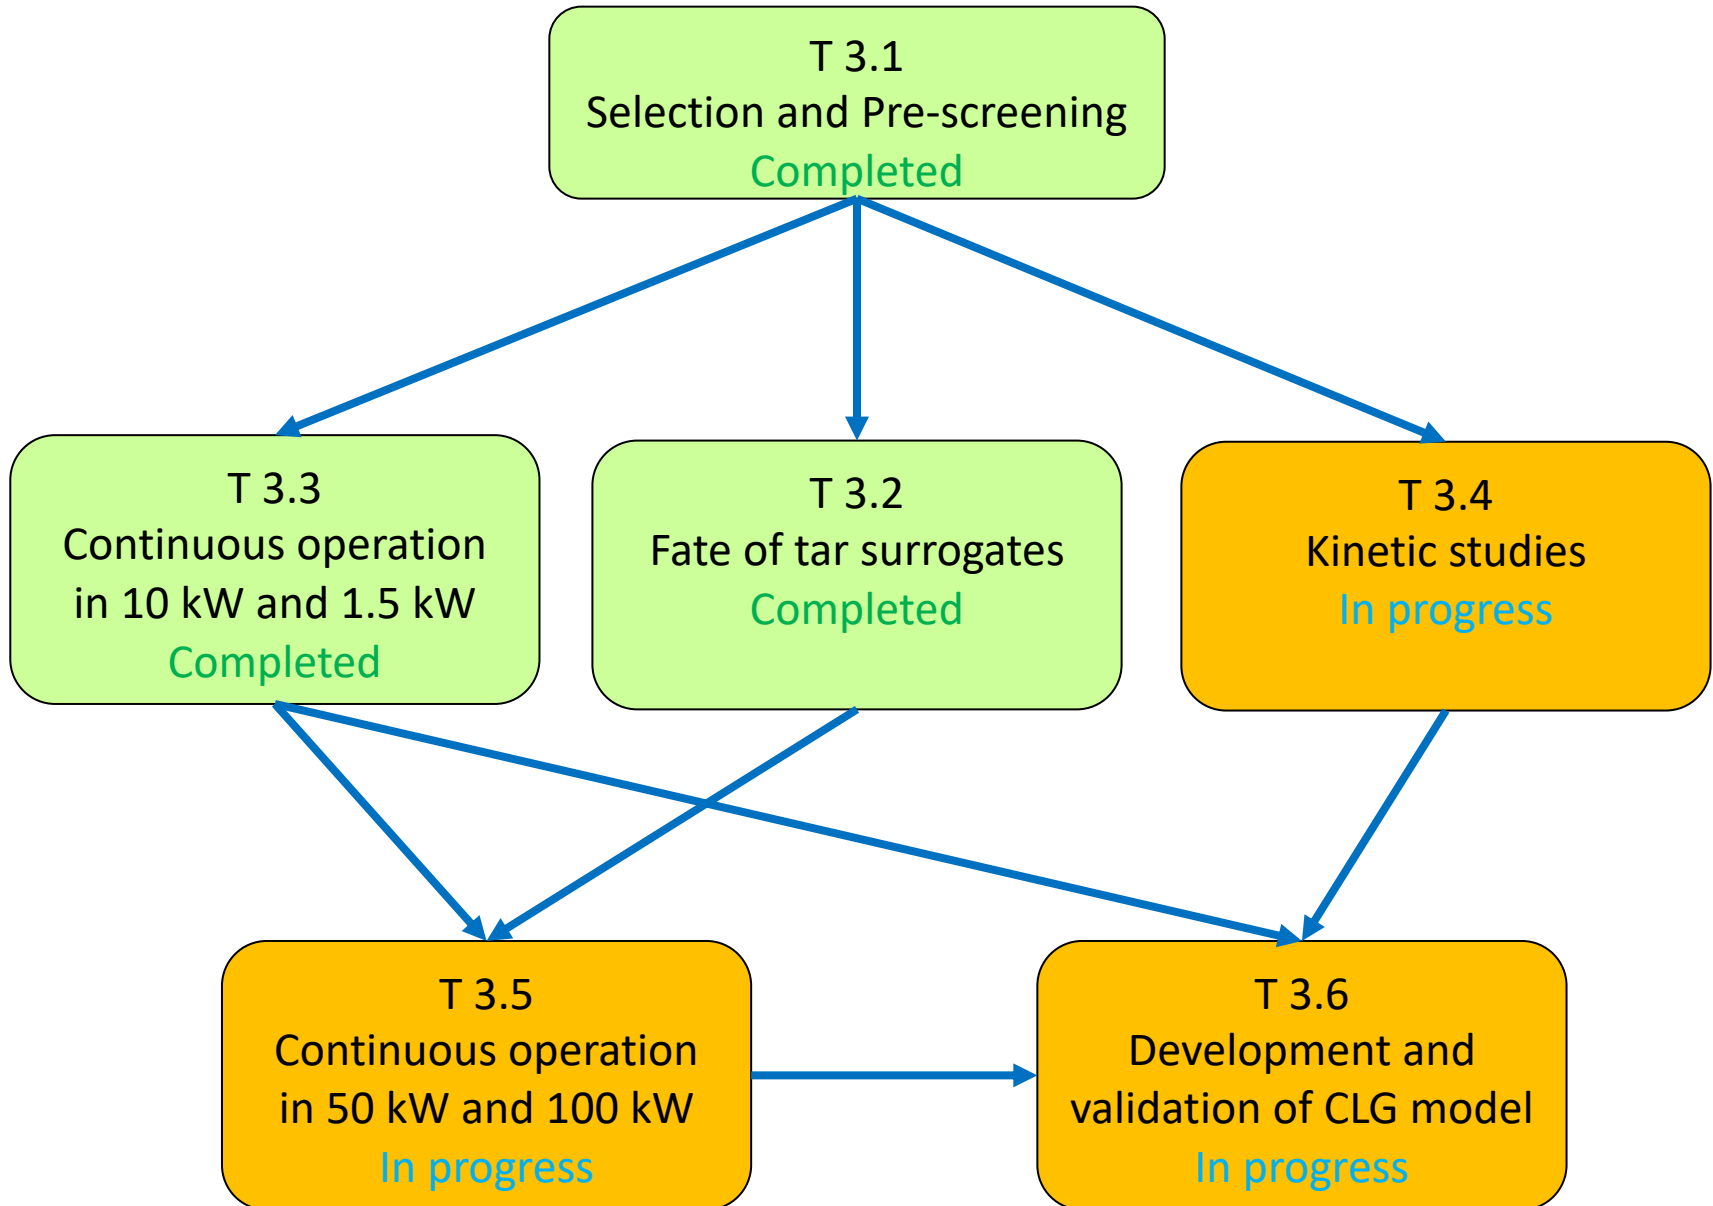 T 3.1
Selection and Pre-screening
Completed
T 3.3
Continuous operation
in 10 kW and 1.5 kW
Completed
T 3.2
Fate of tar surrogates
Completed
T 3.4
Kinetic studies
In progress
T 3.5
Continuous operation
in 50 kW and 100 kW
In progress
T 3.6
Development and
validation of CLG model
In progress